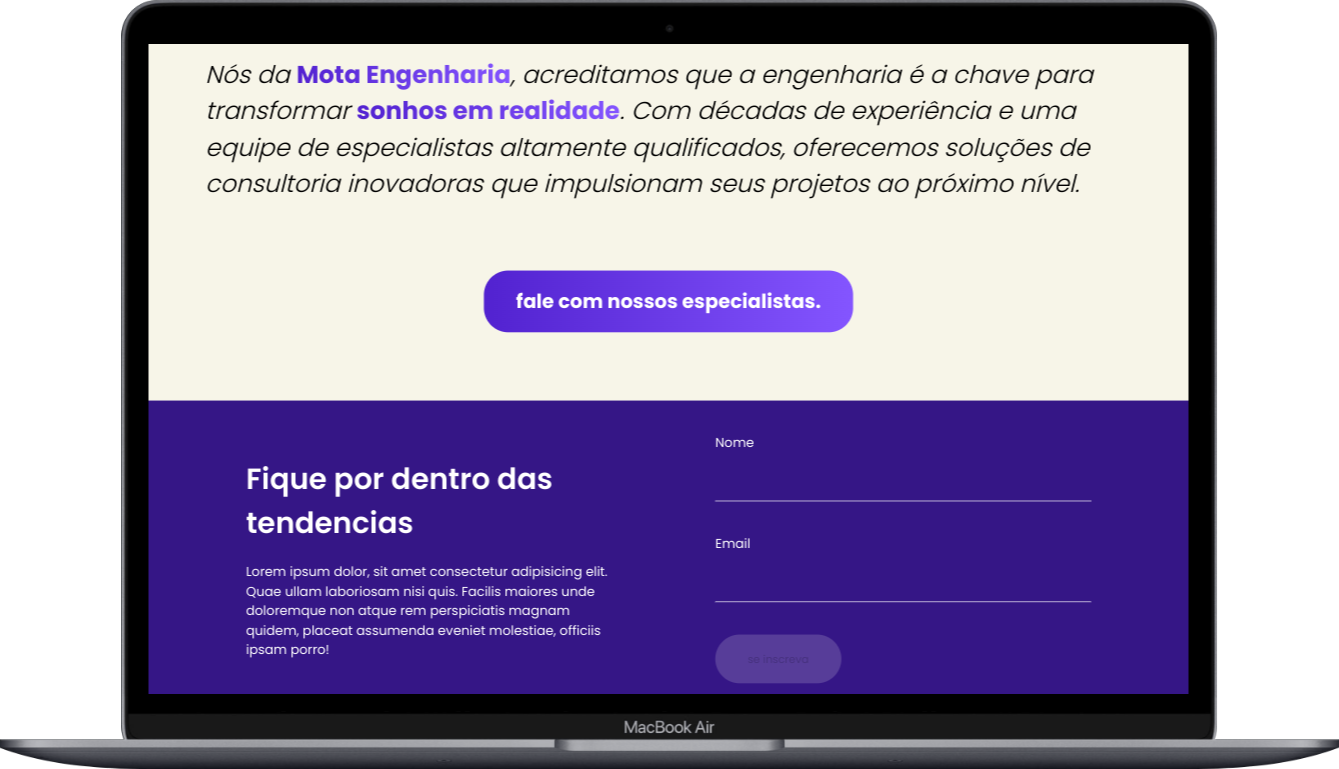 Nós da Mota Engenharia, acreditamos que a engenharia é a chave para
transformar sonhos em realidade. Com décadas de experiência e uma
equipe de especialistas altamente qualificados, oferecemos soluções de
consultoria inovadoras que impulsionam seus projetos ao próximo nível.
fale com nossos especialistas.
Fique por dentro das
tendencias
Lorem ipsum dolor, sit amet consectetur adipisicing elit.
Quae ullam laboriosam nisi quis. Facilis maiores unde
doloremque non atque rem perspiciatis magnam
quidem, placeat assumenda eveniet molestiae, officiis
ipsam porro!
Nome
Email
se inscreva
MacBook Air